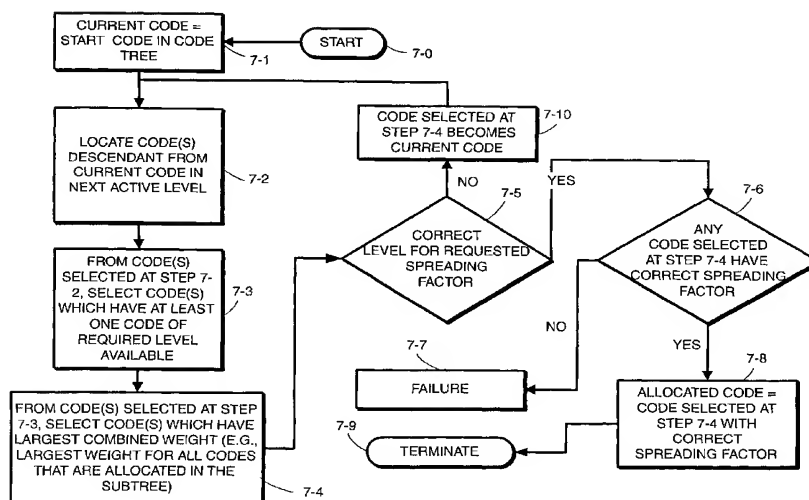 CURRENT CODE =
START CODE IN CODE
TREE
7-1
START
7-0
LOCATE CODE(S)
DESCENDANT FROM
CURRENT CODE IN
NEXT ACTIVE LEVEL
7-2
FROM CODE(S)
SELECTED AT STEP 7-
2, SELECT CODE(S)
WHICH HAVE AT LEAST
ONE CODE OF
REQUIRED LEVEL
AVAILABLE
7-3
FROM CODE(S) SELECTED AT STEP
7-3, SELECT CODE(S) WHICH HAVE
LARGEST COMBINED WEIGHT (E.G.,
LARGEST WEIGHT FOR ALL CODES
THAT ARE ALLOCATED IN THE
SUBTREE)
7-4
CODE SELECTED AT
STEP 7-4 BECOMES
CURRENT CODE
7-10
NO
YES
7-5
CORRECT
LEVEL FOR REQUESTED
SPREADING
FACTOR
7-6
ANY
CODE SELECTED
AT STEP 7-4 HAVE
CORRECT SPREADING
FACTOR
NO
YES
7-7
FAILURE
7-8
ALLOCATED CODE =
CODE SELECTED AT
STEP 7-4 WITH
CORRECT
SPREADING FACTOR
7-9
TERMINATE